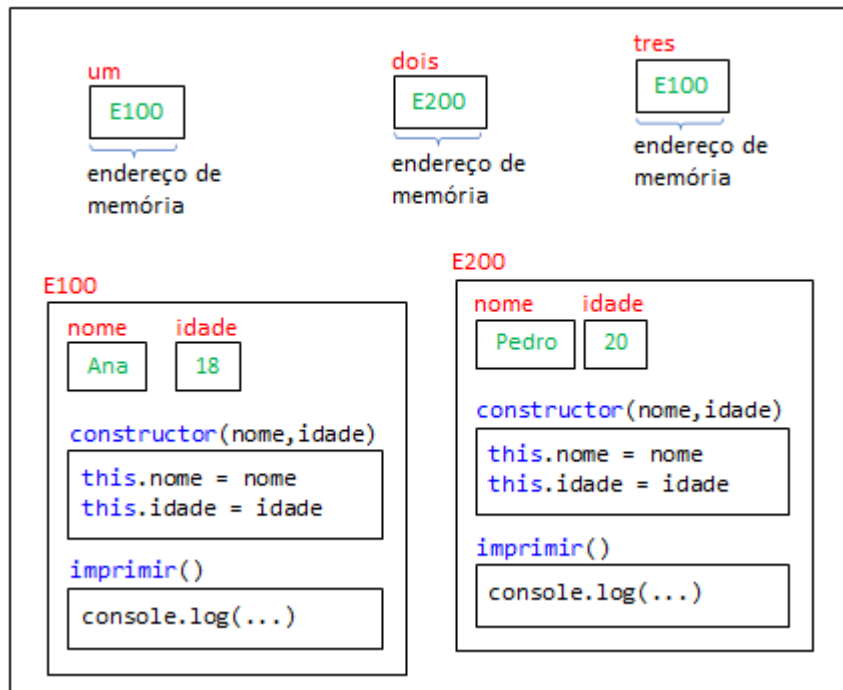 um
E100
endereço de
memória
dois
E200
endereço de
memória
tres
E100
endereço de
memória
E100
nome idade
Ana 18
constructor(nome,idade)
this.nome = nome
this.idade = idade
imprimir()
console.log(...)
E200
nome idade
Pedro 20
constructor(nome,idade)
this.nome = nome
this.idade = idade
imprimir()
console.log(...)